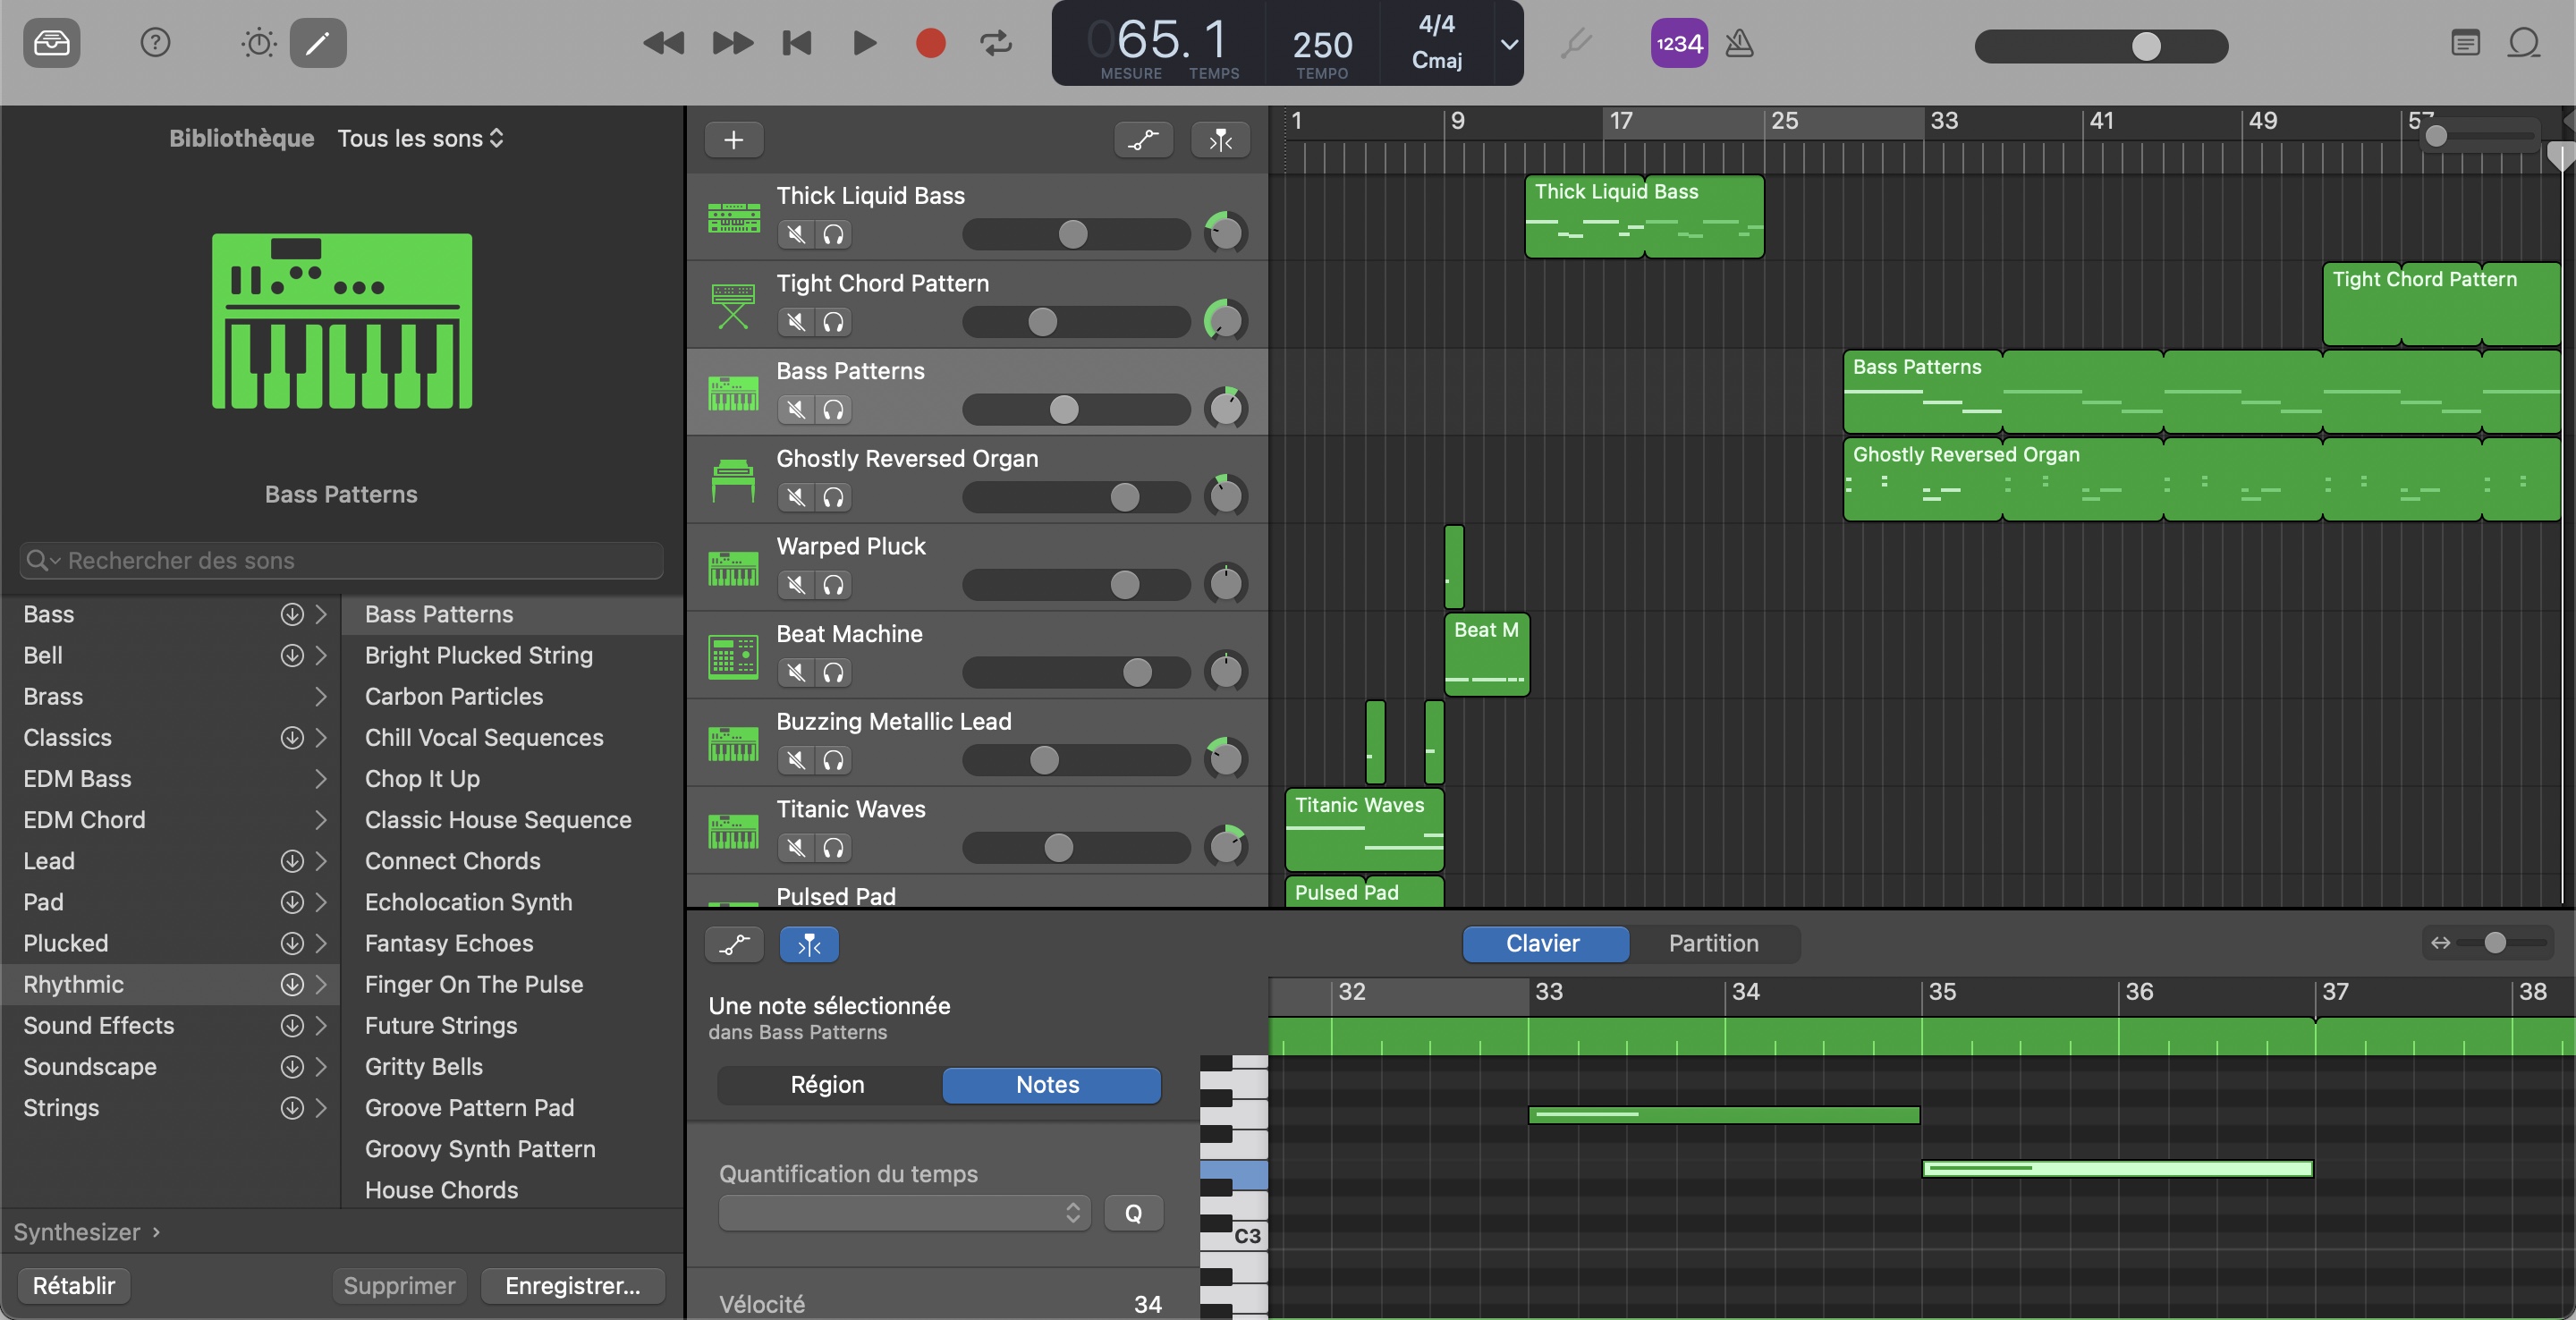 065. 1
MESURE TEMPS
250
TEMPO
4/4
Cmaj
1234
Bibliothèque Tous les sons
Bass Patterns
Rechercher des sons
Bass
Bell
Brass
Classics
EDM Bass
EDM Chord
Lead
Pad
Plucked
Rhythmic
Sound Effects
Soundscape
Strings
Bass Patterns
Bright Plucked String
Carbon Particles
Chill Vocal Sequences
Chop It Up
Classic House Sequence
Connect Chords
Echolocation Synth
Fantasy Echoes
Finger On The Pulse
Future Strings
Gritty Bells
Groove Pattern Pad
Groovy Synth Pattern
House Chords
Synthesizer ›
Rétablir Supprimer Enregistrer...
Thick Liquid Bass
Tight Chord Pattern
Bass Patterns
Ghostly Reversed Organ
Warped Pluck
Beat Machine
Buzzing Metallic Lead
Titanic Waves
Pulsed Pad
1 9 17 25 33 41 49 57
Thick Liquid Bass
Tight Chord Pattern
Bass Patterns
Ghostly Reversed Organ
Beat M
Titanic Waves
Pulsed Pad
Clavier Partition
Une note sélectionnée
dans Bass Patterns
Région Notes
Quantification du temps
Q
Vélocité 34
32 33 34 35 36 37 38
C3